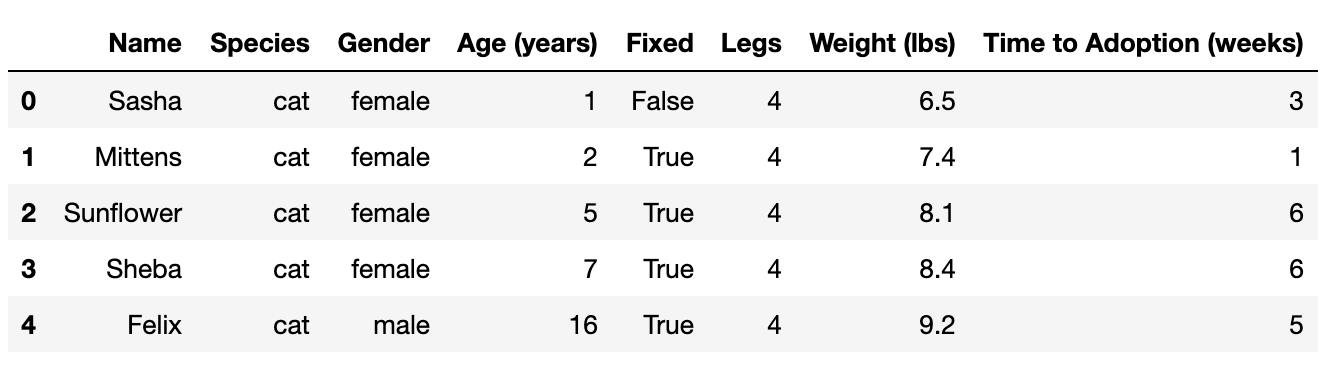 Name Species Gender Age (years) Fixed Legs Weight (lbs) Time to Adoption (weeks)
0 Sasha cat female 1 False 4 6.5 3
1 Mittens cat female 2 True 4 7.4 1
2 Sunflower cat female 5 True 4 8.1 6
3 Sheba cat female 7 True 4 8.4 6
4 Felix cat male 16 True 4 9.2 5